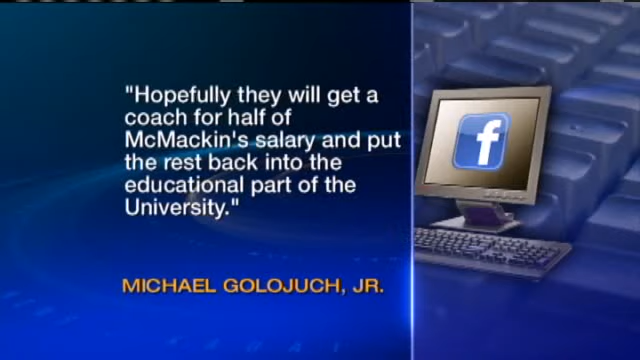 "Hopefully they will get a
coach for half of
McMackin's salary and put
the rest back into the
educational part of the
University."
MICHAEL GOLOJUCH, JR.
f